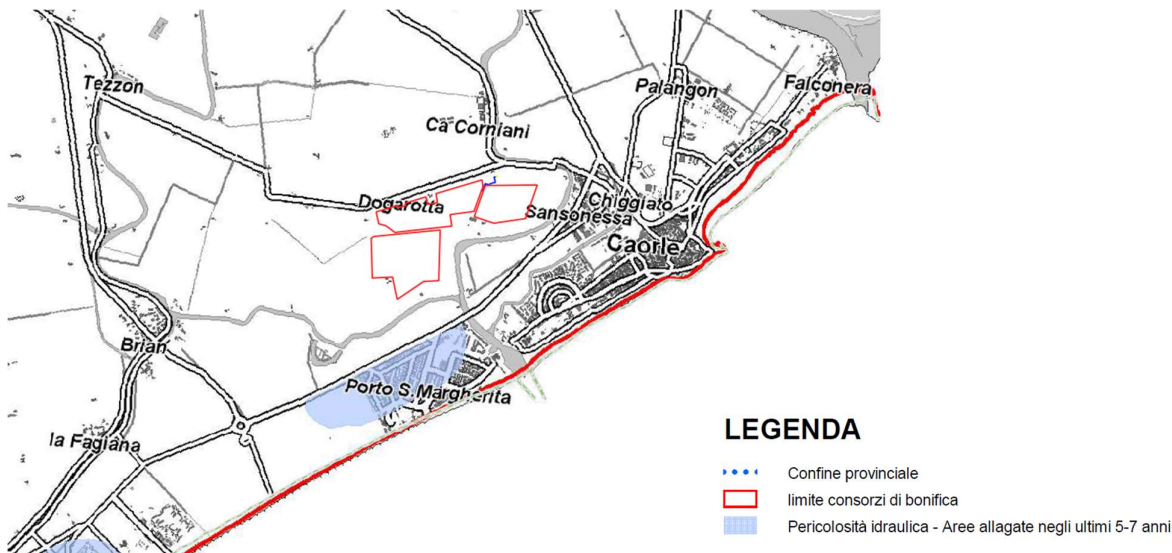 Tezzon
Palangon
Falconera
Ca Corniani
Dogarotta
Chiggiato
Sansonessa
Caorle
Brian
Porto S.Margherita
la Fagiana
LEGENDA
Confine provinciale
limite consorzi di bonifica
Pericolosità idraulica - Aree allagate negli ultimi 5-7 anni